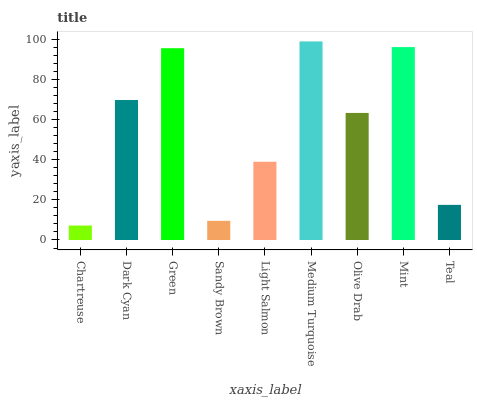 title
yaxis_label
100
80
60
40
20
0
Chartreuse
Dark Cyan
Green
Sandy Brown
Light Salmon
Medium Turquoise
Olive Drab
Mint
Teal
xaxis_label